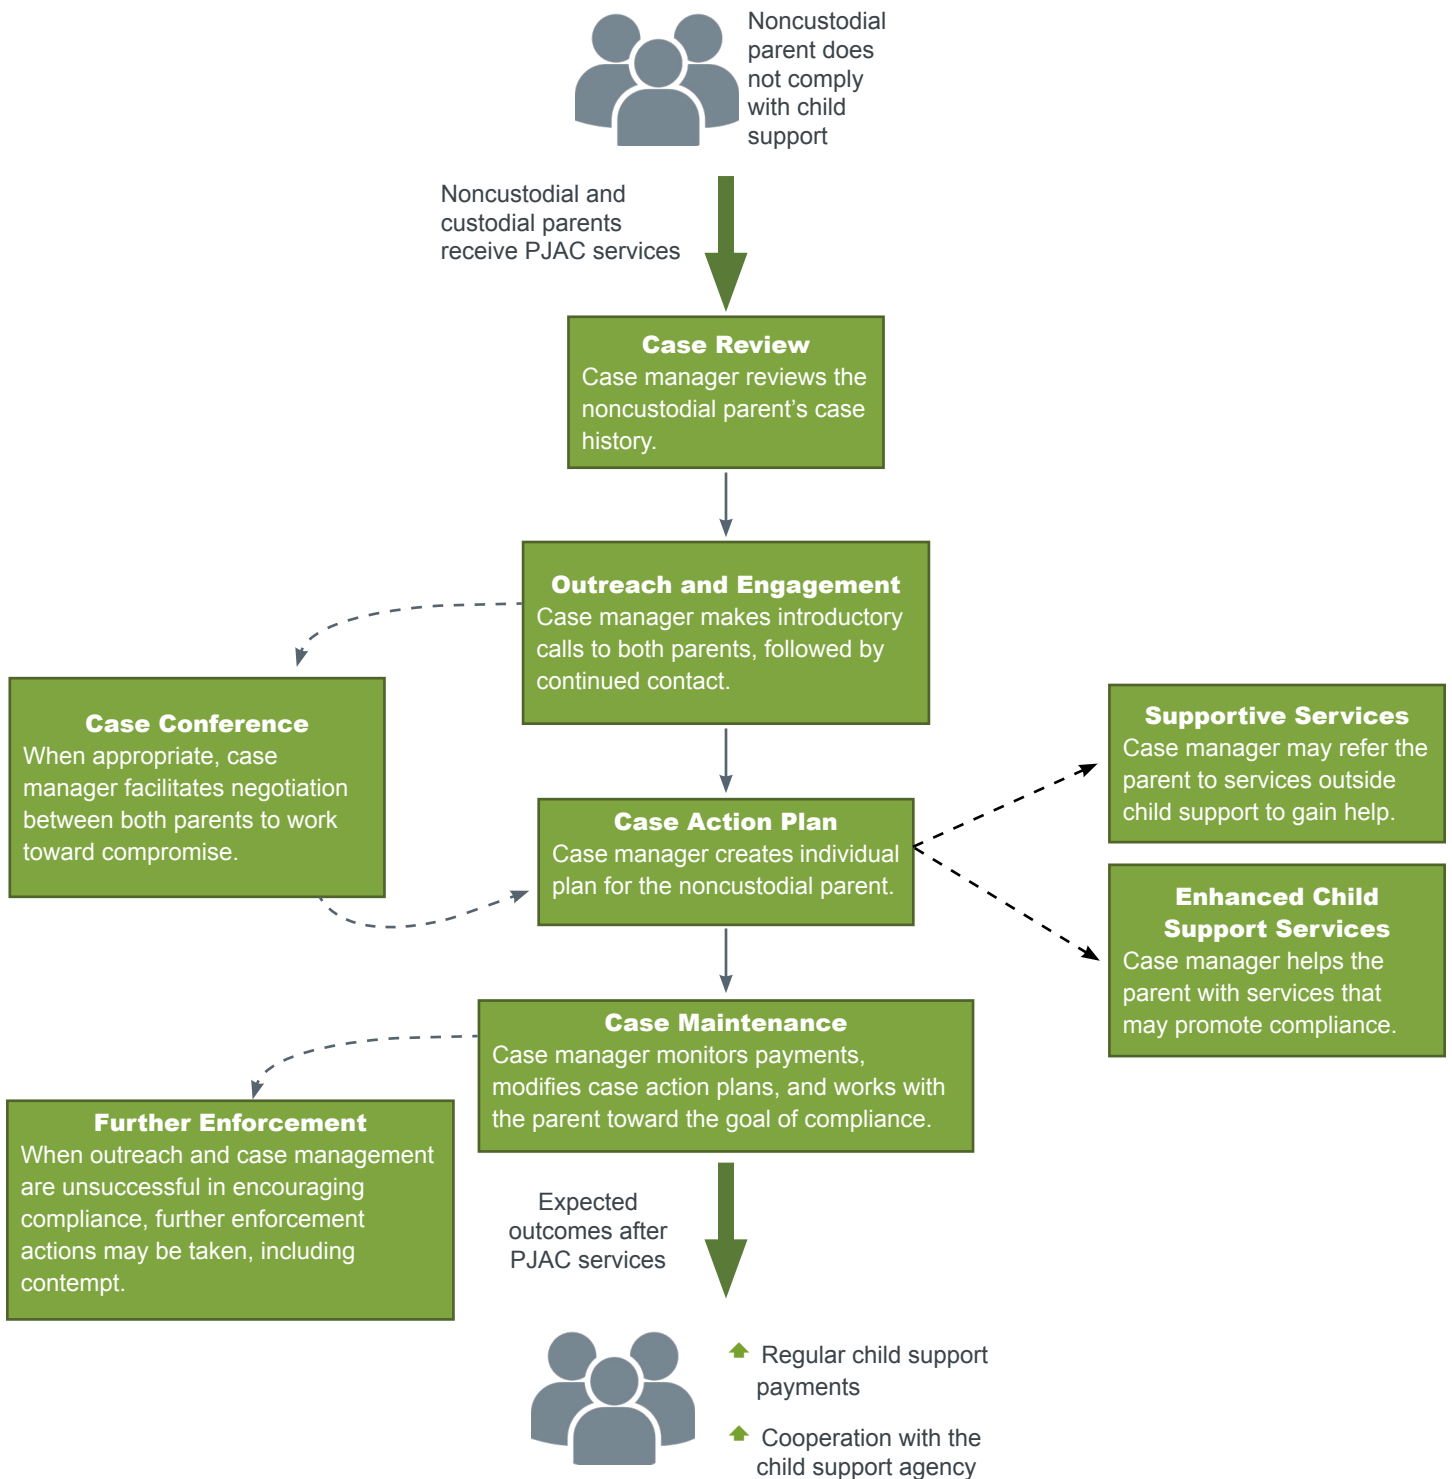 Noncustodial
parent does
not comply
with child
support
Noncustodial and
custodial parents
receive PJAC services
Case Review
Case manager reviews the
noncustodial parent’s case
history.
Outreach and Engagement
Case manager makes introductory
calls to both parents, followed by
continued contact.
Case Conference
When appropriate, case
manager facilitates negotiation
between both parents to work
toward compromise.
Case Action Plan
Case manager creates individual
plan for the noncustodial parent.
Supportive Services
Case manager may refer the
parent to services outside
child support to gain help.
Enhanced Child
Support Services
Case manager helps the
parent with services that
may promote compliance.
Case Maintenance
Case manager monitors payments,
modifies case action plans, and works with
the parent toward the goal of compliance.
Further Enforcement
When outreach and case management
are unsuccessful in encouraging
compliance, further enforcement
actions may be taken, including
contempt.
Expected
outcomes after
PJAC services
Regular child support
payments
Cooperation with the
child support agency